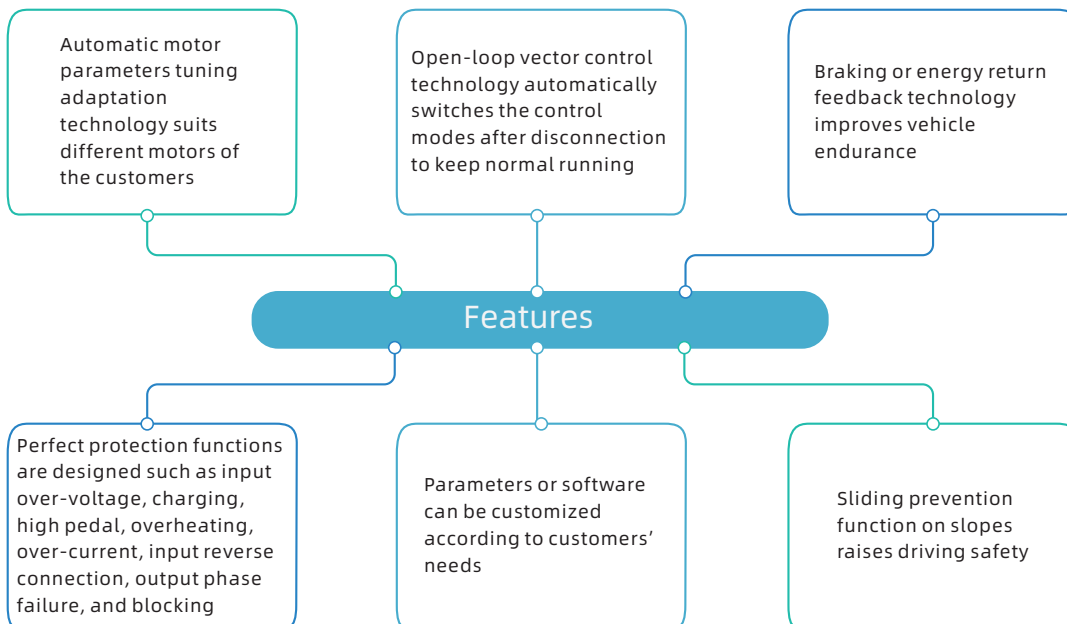 Automatic motor
parameters tuning
adaptation
technology suits
different motors of
the customers
Open-loop vector control
technology automatically
switches the control
modes after disconnection
to keep normal running
Braking or energy return
feedback technology
improves vehicle
endurance
Features
Perfect protection functions
are designed such as input
over-voltage, charging,
high pedal, overheating,
over-current, input reverse
connection, output phase
failure, and blocking
Parameters or software
can be customized
according to customers’
needs
Sliding prevention
function on slopes
raises driving safety